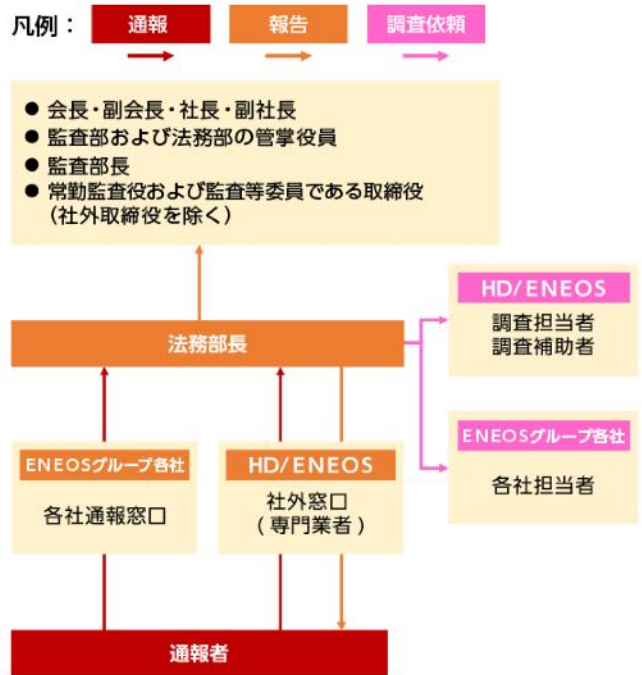 凡例：
通報
報告
調査依頼
● 会長・副会長・社長・副社長
● 監査部および法務部の管掌役員
● 監査部長
● 常勤監査役および監査等委員である取締役
（社外取締役を除く）
HD/ENEOS
調査担当者
調査補助者
法務部長
ENEOSグループ各社
各社担当者
ENEOSグループ各社
各社通報窓口
HD/ENEOS
社外窓口
(専門業者)
通報者